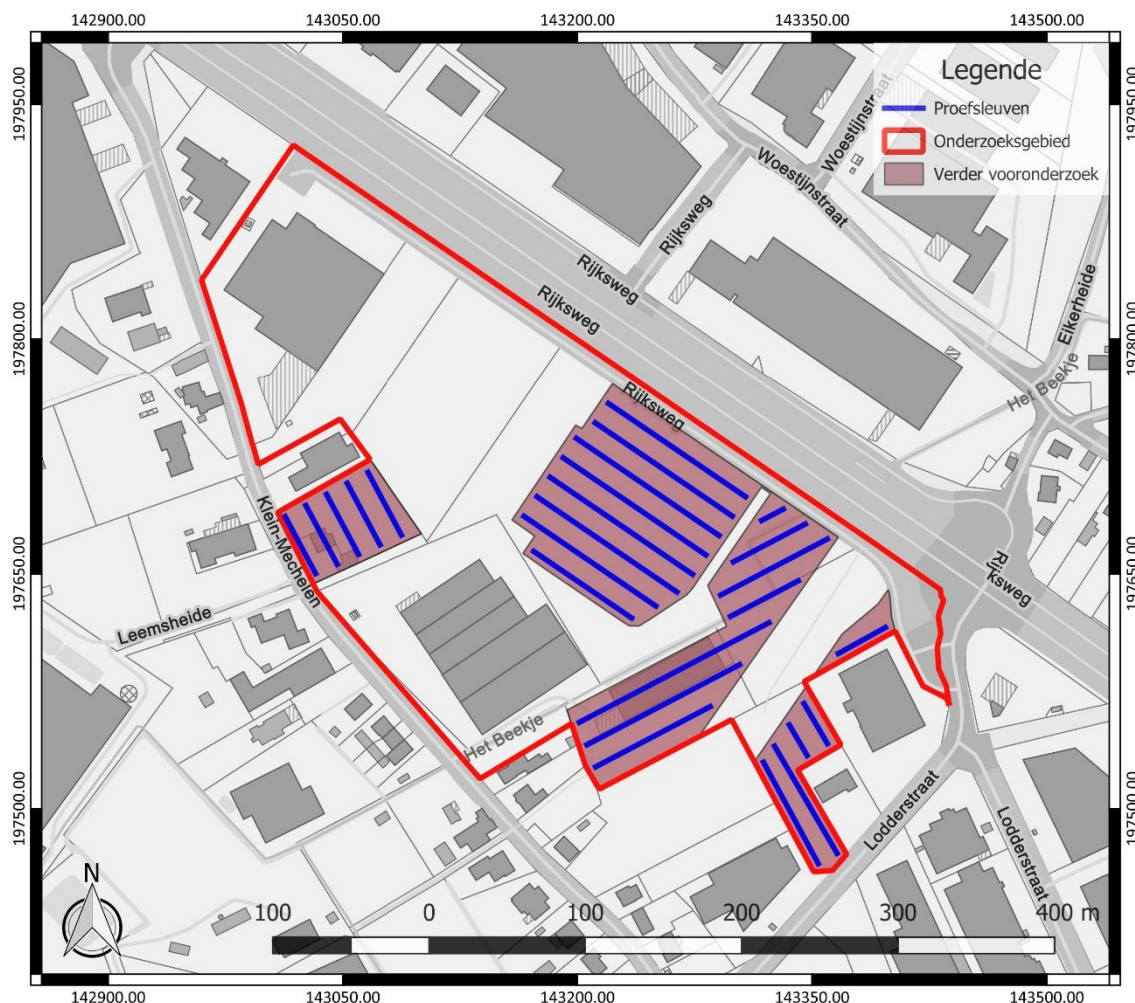 142900.00 143050.00 143200.00 143350.00 143500.00
197950.00
197950.00
Legende
Proefsleuven
Onderzoeksgebied
Verder vooronderzoek
Woestijnstraat
Woestijnstraat
Rijksweg
Rijksweg
Rijksweg
Eikerheide
197800.00
197800.00
Rijksweg
Het Beekje
Klein-Mechelen
Rijksweg
197650.00
197650.00
Leemsheide
Het Beekje
Lodderstraat
Lodderstraat
197500.00
197500.00
N
100 0 100 200 300 400 m
142900.00 143050.00 143200.00 143350.00 143500.00